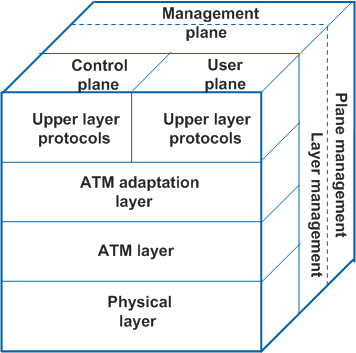 Management
plane
Control
plane
User
plane
Upper layer
protocols
Upper layer
protocols
ATM adaptation
layer
ATM layer
Physical
layer
Layer management
Plane management